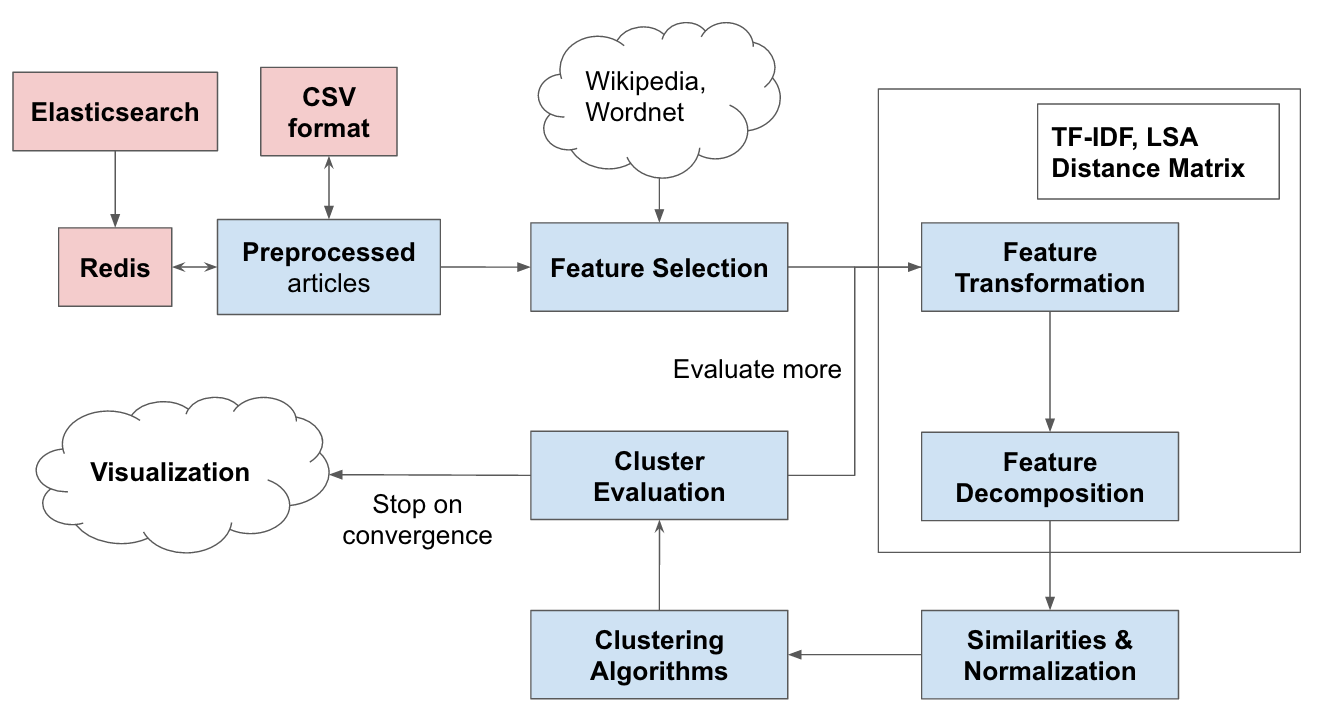 Elasticsearch
CSV
format
Wikipedia,
Wordnet
TF-IDF, LSA
Distance Matrix
Redis
Preprocessed
articles
Feature Selection
Feature
Transformation
Evaluate more
Visualization
Stop on
convergence
Cluster
Evaluation
Feature
Decomposition
Clustering
Algorithms
Similarities &
Normalization